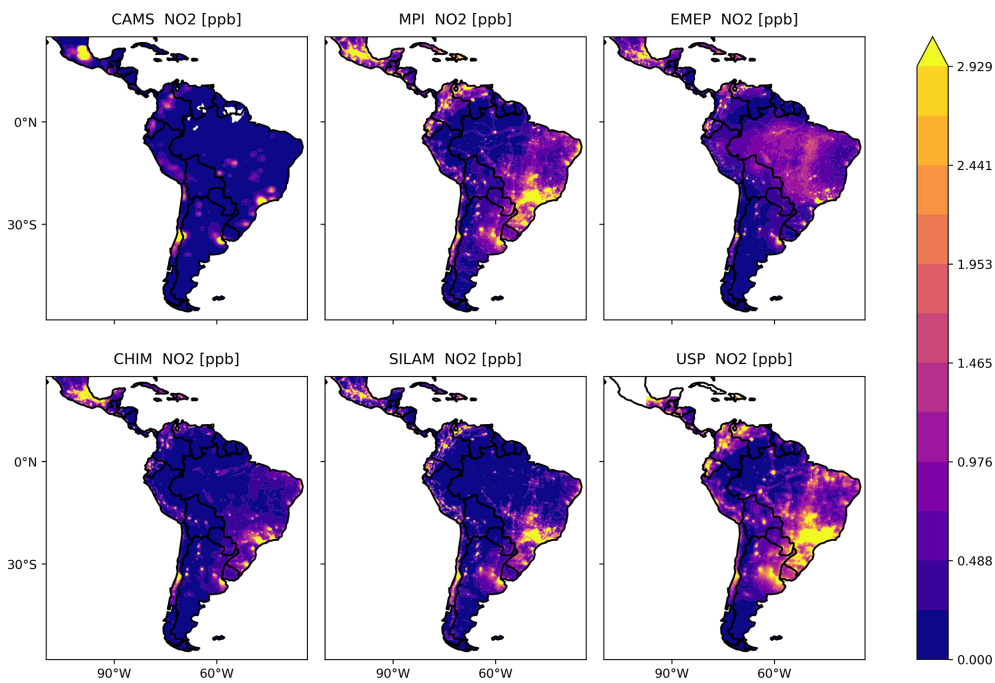 CAMS  NO2 [ppb]
MPI  NO2 [ppb]
EMEP  NO2 [ppb]
0°N
30°S
90°W
60°W
CHIM  NO2 [ppb]
SILAM  NO2 [ppb]
USP  NO2 [ppb]
0°N
30°S
90°W
60°W
90°W
60°W
90°W
60°W
2.929
2.441
1.953
1.465
0.976
0.488
0.000